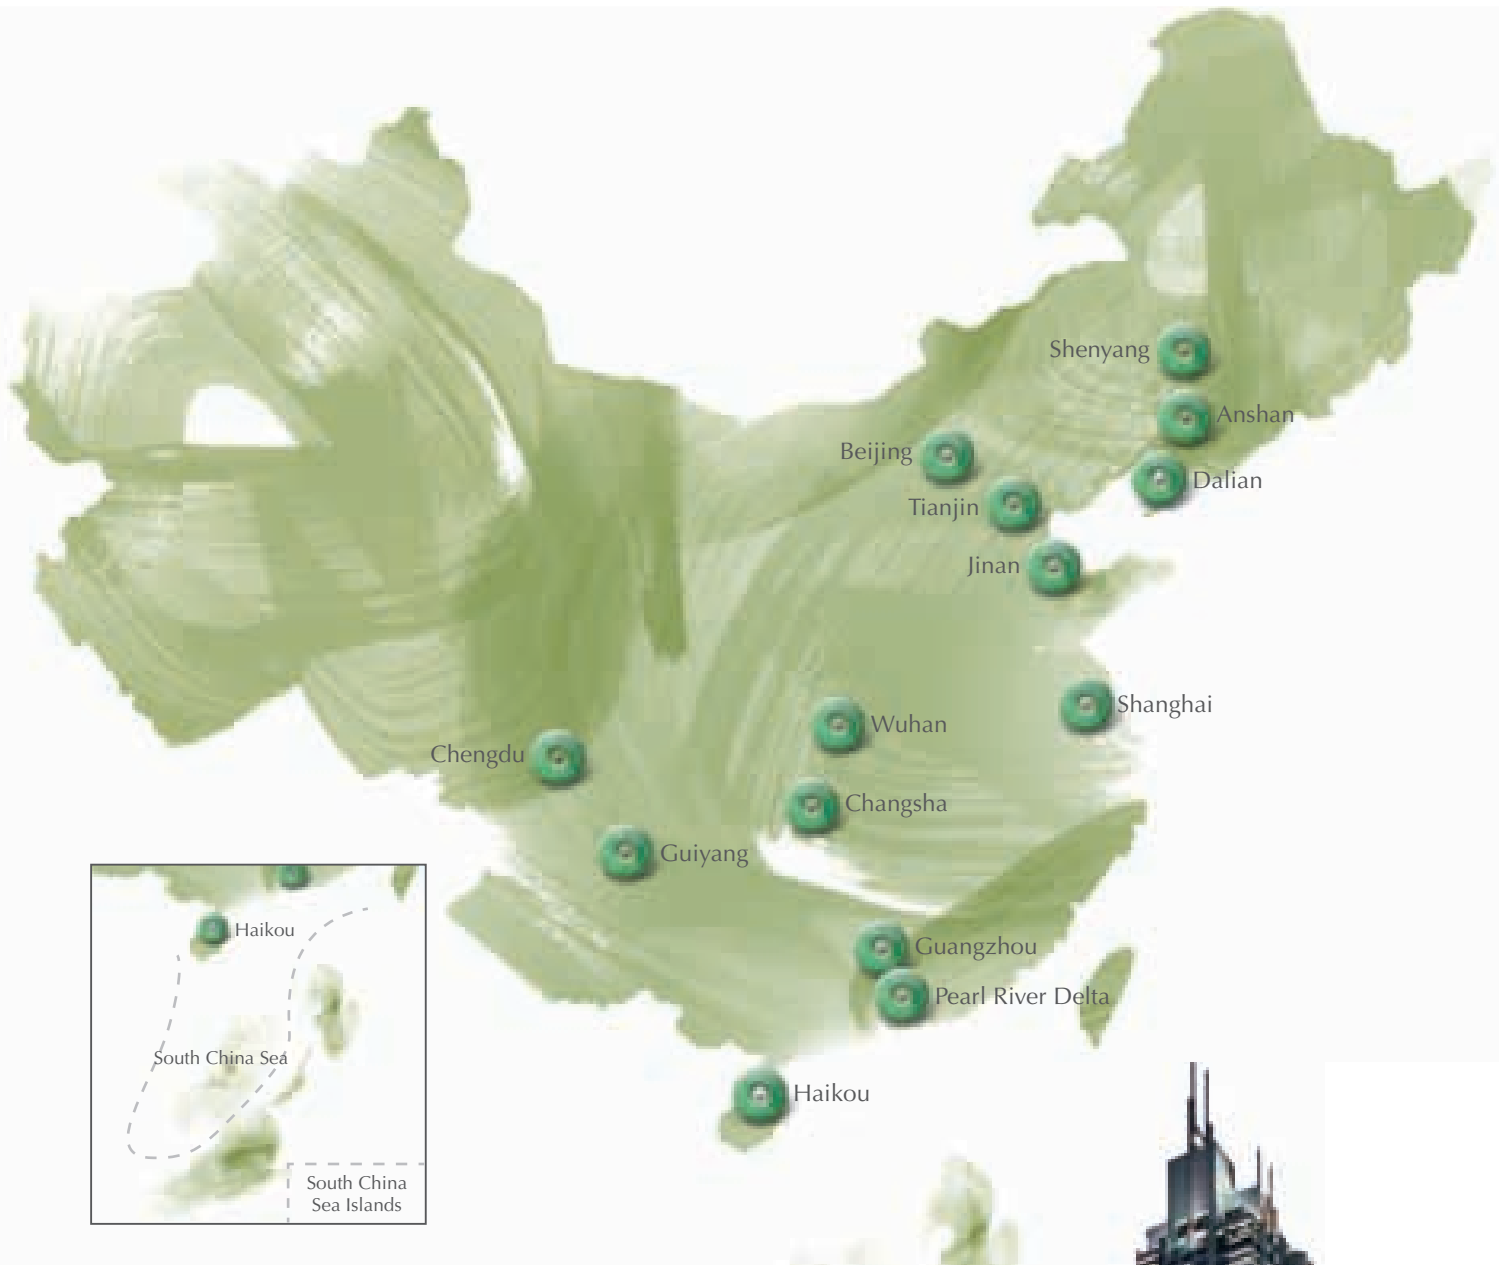 Shenyang
Anshan
Beijing
Dalian
Tianjin
Jinan
Shanghai
Wuhan
Chengdu
Changsha
Guiyang
Haikou
Guangzhou
Pearl River Delta
South China Sea
Haikou
South China
Sea Islands